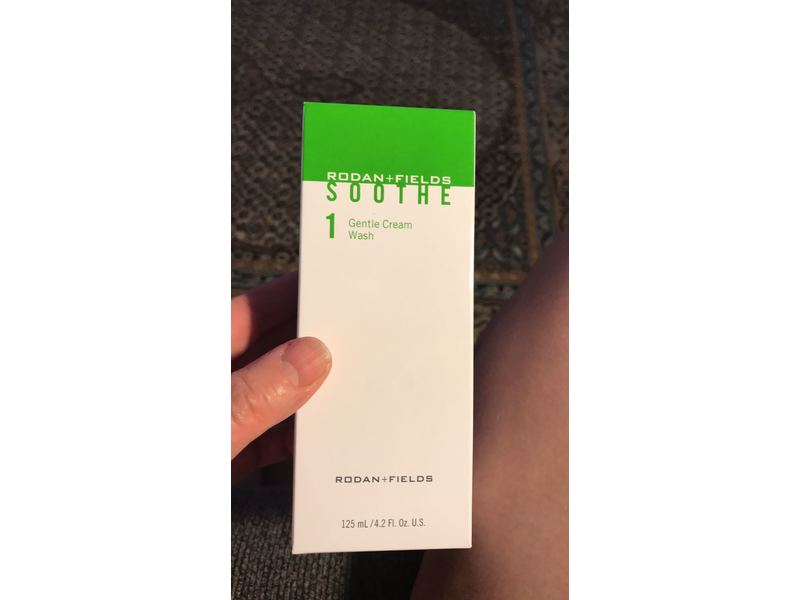 RODAN+FIELDS
SOOTHE
1 Gentle Cream
Wash
RODAN+FIELDS
125 mL/4.2 Fl. Oz. U.S.